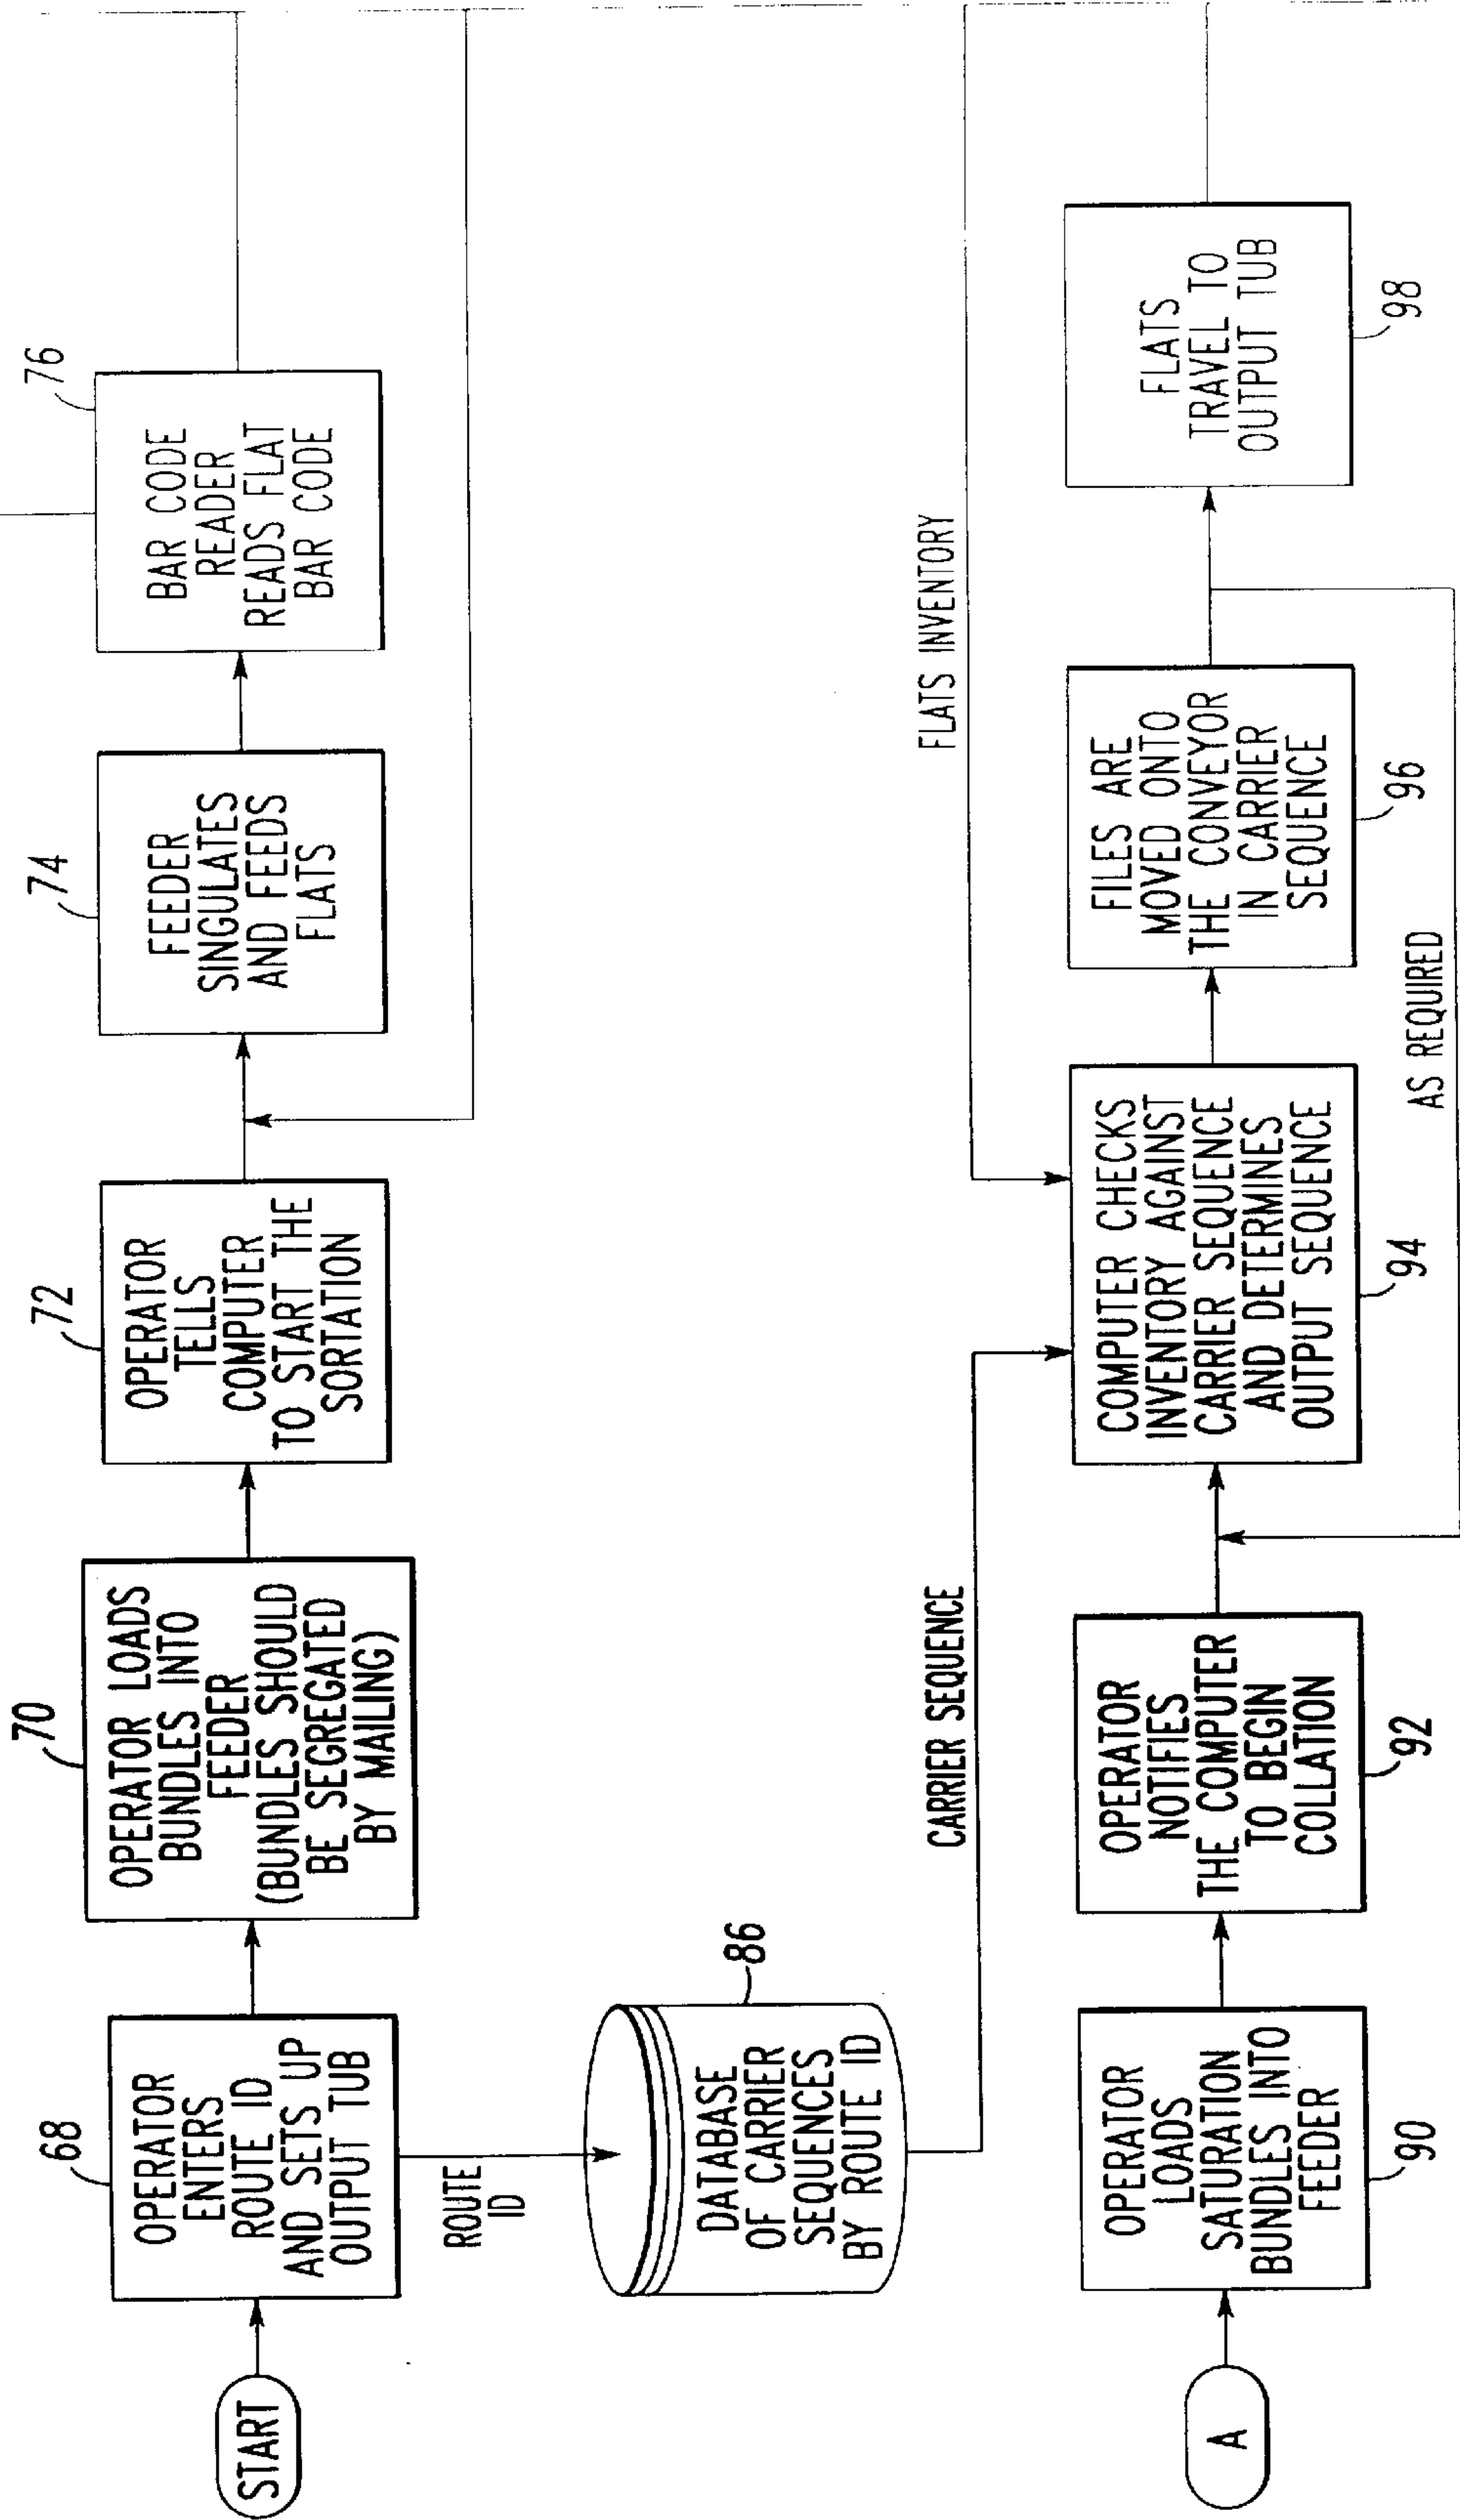 START
68
OPERATOR
ENTERS
ROUTE ID
AND SETS UP
OUTPUT TUB
70
OPERATOR LOADS
BUNDLES INTO
FEEDER
(BUNDLES SHOULD
BE SEGREGATED
BY MAILING)
72
OPERATOR
TELLS
COMPUTER
TO START THE
SORTATION
74
FEEDER
SINGULATES
AND FEEDS
FLATS
76
BAR CODE
READER
READS FLAT
BAR CODE
ROUTE
ID
86
DATABASE
OF CARRIER
SEQUENCES
BY ROUTE ID
CARRIER SEQUENCE
FLATS INVENTORY
A
OPERATOR
LOADS
SATURATION
BUNDLES INTO
FEEDER
90
OPERATOR
NOTIFIES
THE COMPUTER
TO BEGIN
COLLATION
92
COMPUTER CHECKS
INVENTORY AGAINST
CARRIER SEQUENCE
AND DETERMINES
OUTPUT SEQUENCE
94
FILES ARE
MOVED ONTO
THE CONVEYOR
IN CARRIER
SEQUENCE
96
FLATS
TRAVEL TO
OUTPUT TUB
98
AS REQUIRED